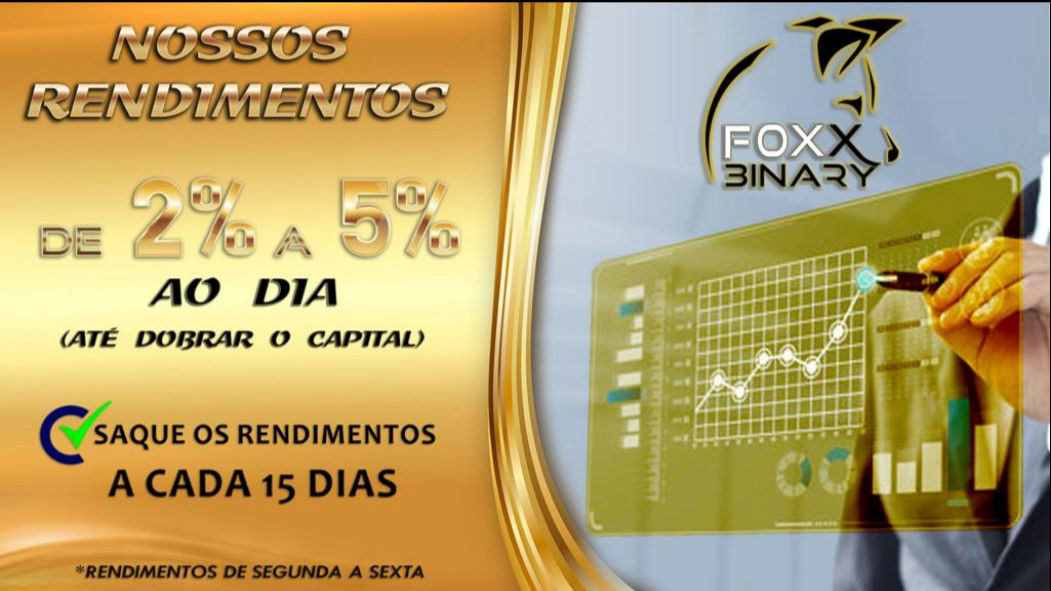 NOSSOS
RENDIMENTOS
DE 2% A 5%
AO DIA
(ATÉ DOBRAR O CAPITAL)
SAQUE OS RENDIMENTOS
A CADA 15 DIAS
*RENDIMENTOS DE SEGUNDA A SEXTA
FOXX
BINARY